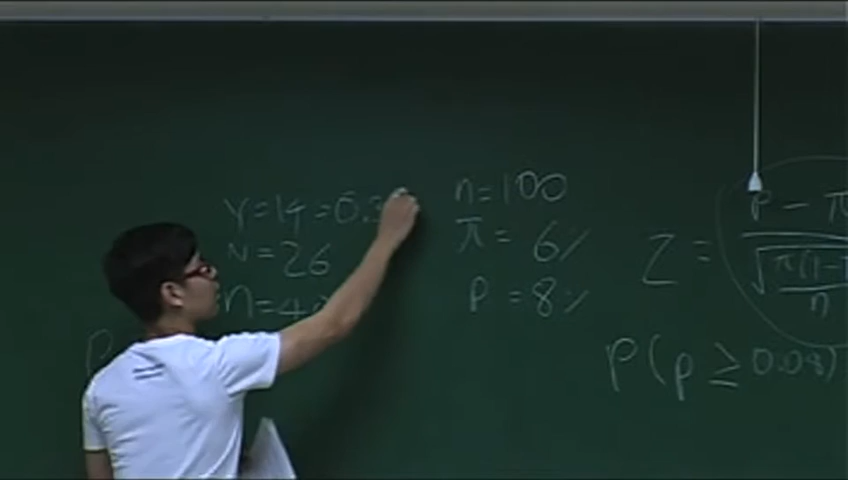 Y=14=0.3
N=26
n=40
n=100
π=6%
p=8%
Z=
p-π
π(1-
n
P(p≥0.08)